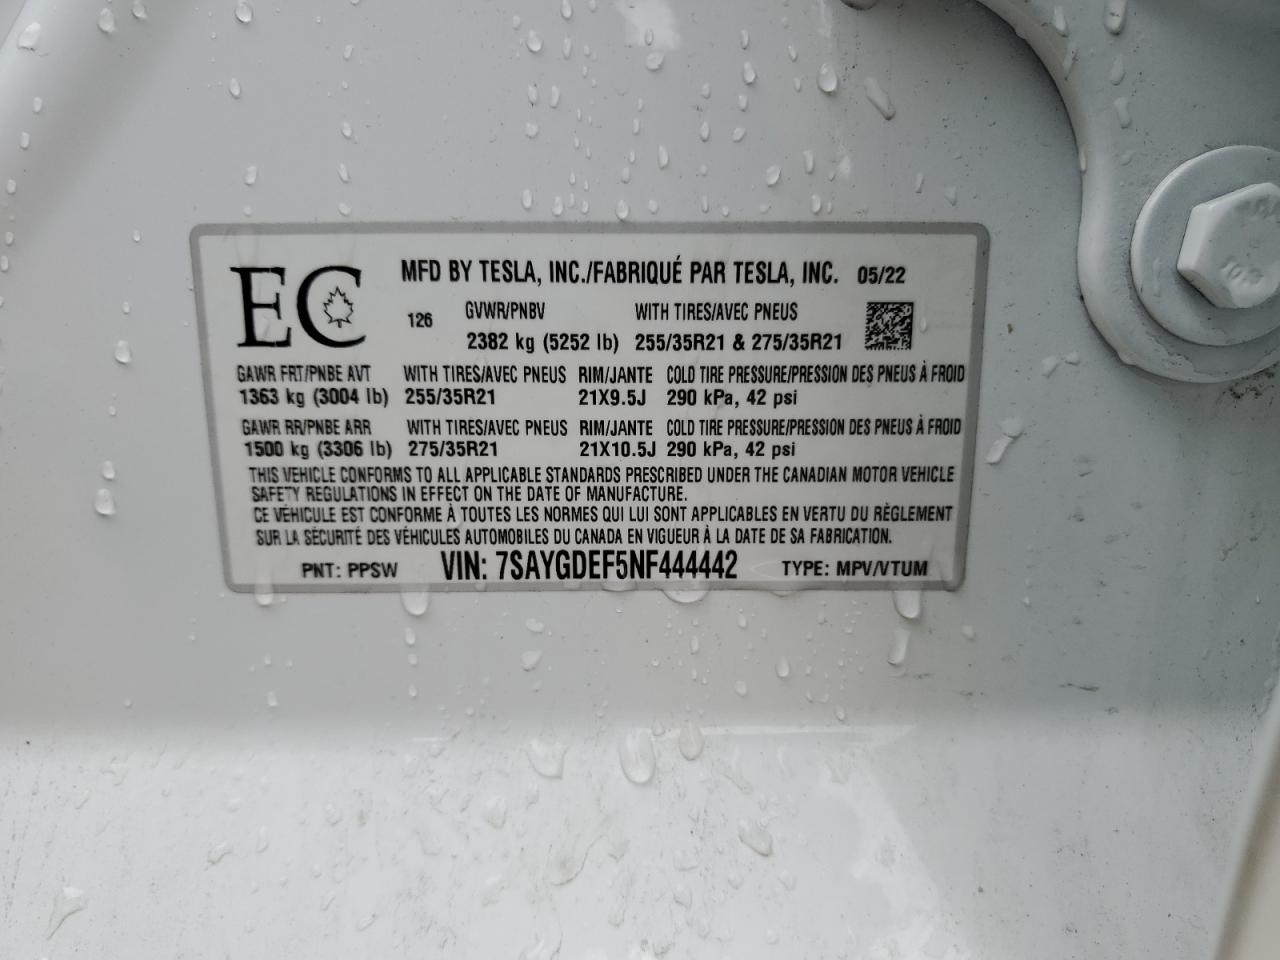 EC MFD BY TESLA, INC./FABRIQUÉ PAR TESLA, INC. 05/22
126 GVWR/PNBV WITH TIRES/AVEC PNEUS
2382 kg (5252 lb) 255/35R21 & 275/35R21
GAWR FRT/PNBE AVT WITH TIRES/AVEC PNEUS RIM/JANTE COLD TIRE PRESSURE/PRESSION DES PNEUS À FROID
1363 kg (3004 lb) 255/35R21 21X9.5J 290 kPa, 42 psi
GAWR RR/PNBE ARR WITH TIRES/AVEC PNEUS RIM/JANTE COLD TIRE PRESSURE/PRESSION DES PNEUS À FROID
1500 kg (3306 lb) 275/35R21 21X10.5J 290 kPa, 42 psi
THIS VEHICLE CONFORMS TO ALL APPLICABLE STANDARDS PRESCRIBED UNDER THE CANADIAN MOTOR VEHICLE
SAFETY REGULATIONS IN EFFECT ON THE DATE OF MANUFACTURE.
CE VÉHICULE EST CONFORME À TOUTES LES NORMES QUI LUI SONT APPLICABLES EN VERTU DU RÈGLEMENT
SUR LA SÉCURITÉ DES VÉHICULES AUTOMOBILES DU CANADA EN VIGUEUR À LA DATE DE SA FABRICATION.
PNT: PPSW VIN: 7SAYGDEF5NF444442 TYPE: MPV/VTUM